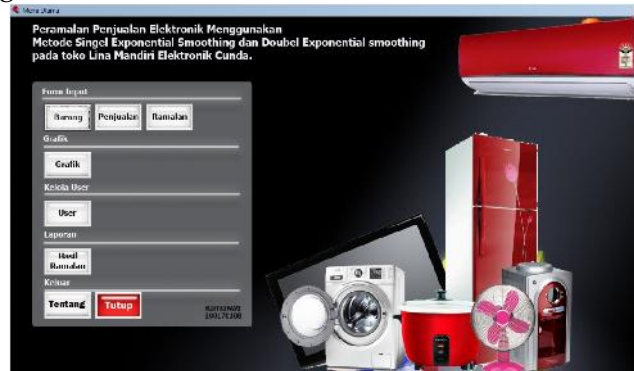 Menu Utama
Peramalan Penjualan Elektronik Menggunakan
Metode Singel Exponential Smoothing dan Doubel Exponential smoothing
pada toko Lina Mandiri Elektronik Cunda.
Form Input
Barang Penjualan Ramalan
Grafik
Grafik
Kelola User
User
Laporan
Hasil
Ramalan
Keluar
Tentang Tutup